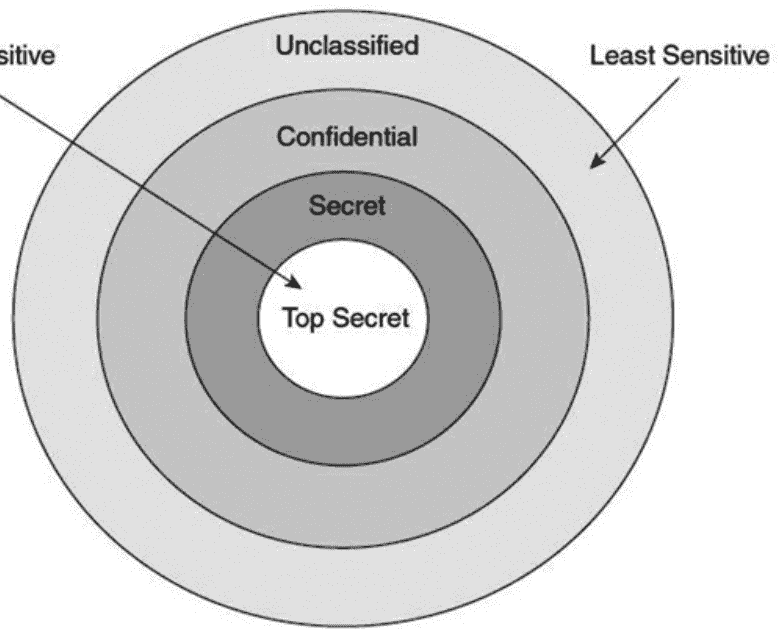 Unclassified
sitive
Least Sensitive
Confidential
Secret
Top Secret